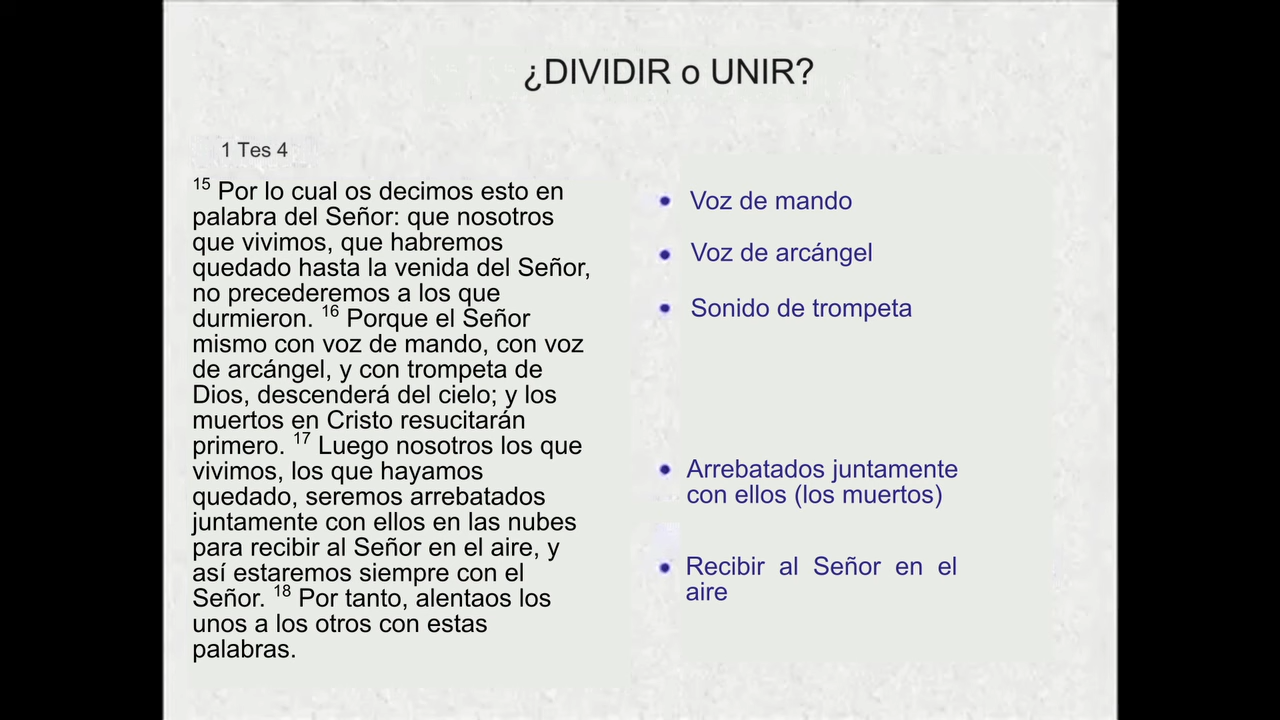 ¿DIVIDIR o UNIR?
1 Tes 4
15 Por lo cual os decimos esto en
palabra del Señor: que nosotros
que vivimos, que habremos
quedado hasta la venida del Señor,
no precederemos a los que
durmieron. 16 Porque el Señor
mismo con voz de mando, con voz
de arcángel, y con trompeta de
Dios, descenderá del cielo; y los
muertos en Cristo resucitarán
primero. 17 Luego nosotros los que
vivimos, los que hayamos
quedado, seremos arrebatados
juntamente con ellos en las nubes
para recibir al Señor en el aire, y
así estaremos siempre con el
Señor. 18 Por tanto, alentaos los
unos a los otros con estas
palabras.
• Voz de mando
• Voz de arcángel
• Sonido de trompeta
• Arrebatados juntamente
con ellos (los muertos)
• Recibir al Señor en el
aire